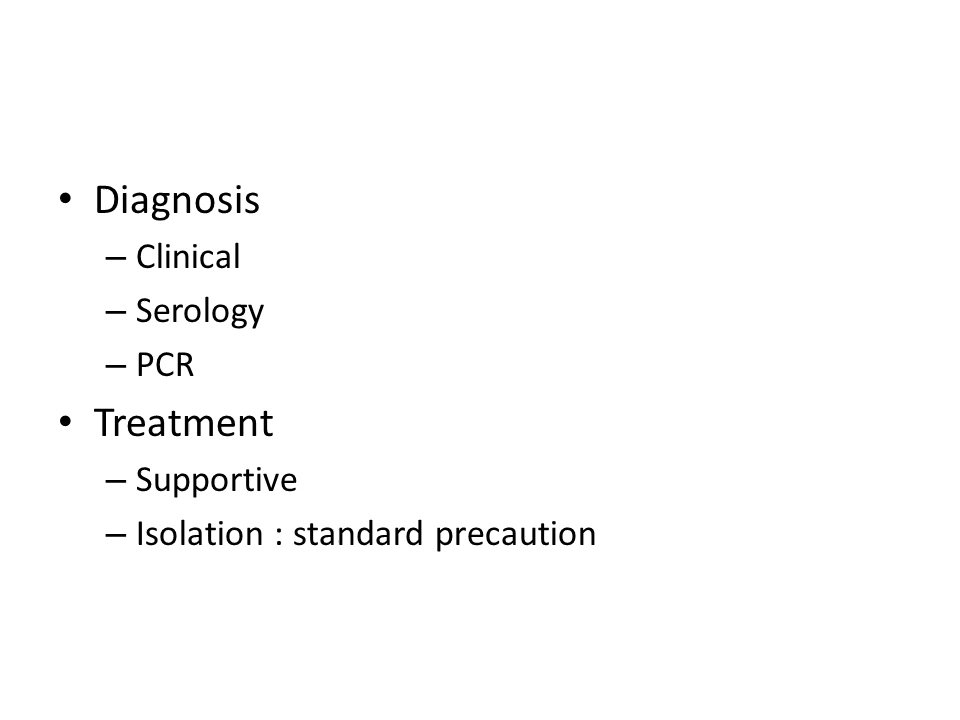 • Diagnosis
– Clinical
– Serology
– PCR
• Treatment
– Supportive
– Isolation : standard precaution